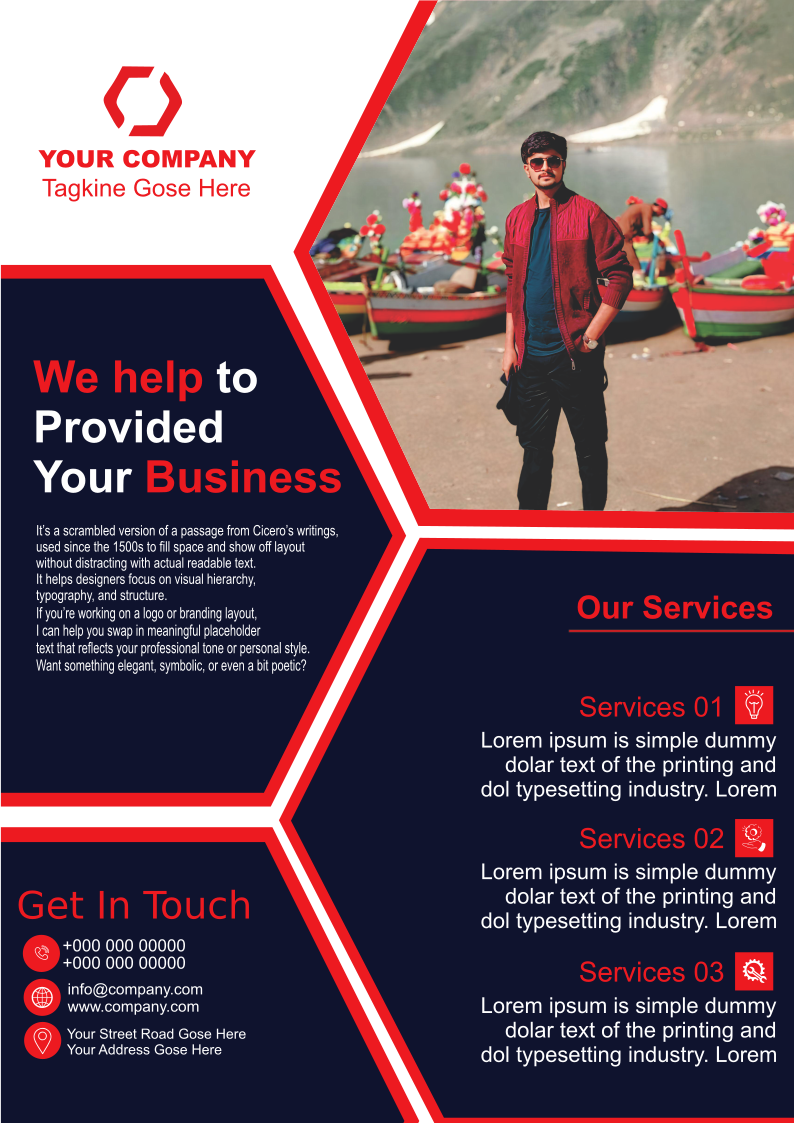 YOUR COMPANY
Tagkine Gose Here
We help to
Provided
Your Business
It's a scrambled version of a passage from Cicero's writings,
used since the 1500s to fill space and show off layout
without distracting with actual readable text.
It helps designers focus on visual hierarchy,
typography, and structure.
If you're working on a logo or branding layout,
I can help you swap in meaningful placeholder
text that reflects your professional tone or personal style.
Want something elegant, symbolic, or even a bit poetic?
Our Services
Services 01
Lorem ipsum is simple dummy
dolar text of the printing and
dol typesetting industry. Lorem
Services 02
Lorem ipsum is simple dummy
dolar text of the printing and
dol typesetting industry. Lorem
Services 03
Lorem ipsum is simple dummy
dolar text of the printing and
dol typesetting industry. Lorem
Get In Touch
+000 000 00000
+000 000 00000
info@company.com
www.company.com
Your Street Road Gose Here
Your Address Gose Here